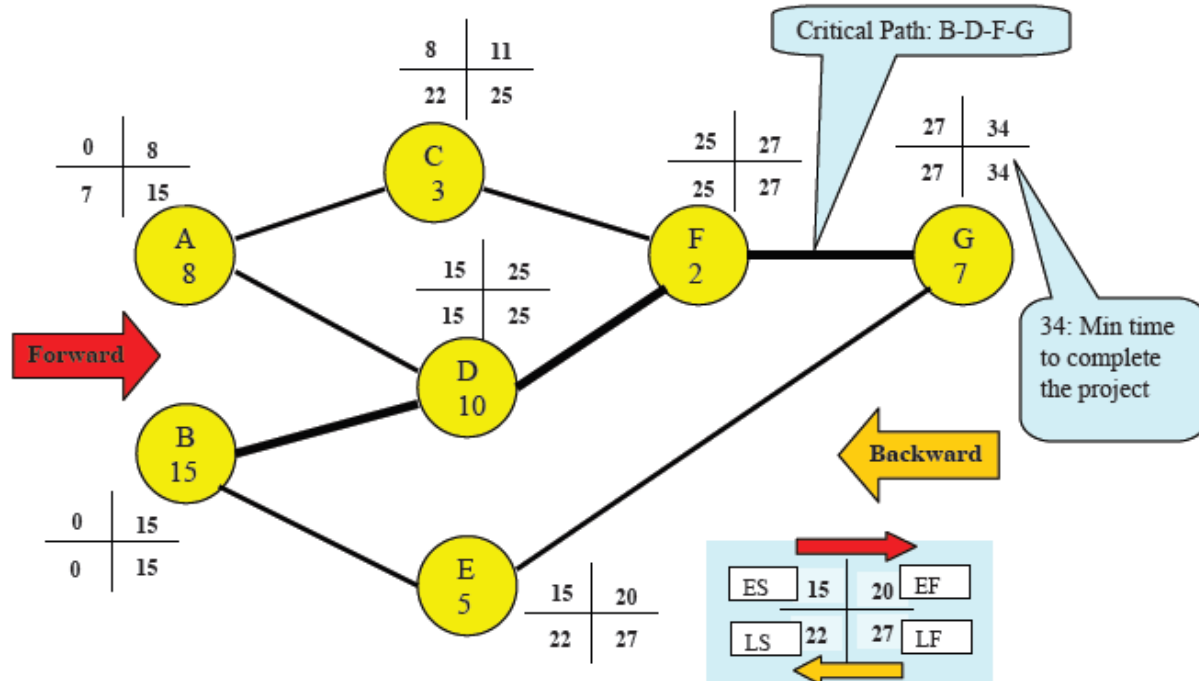 Critical Path: B-D-F-G
8 11
22 25
0 8
7 15
C
3
25 27
25 27
27 34
27 34
A
8
F
2
G
7
15 25
15 25
34: Min time
to complete
the project
Forward
D
10
B
15
Backward
0 15
0 15
E
5
15 20
22 27
ES 15 20 EF
LS 22 27 LF